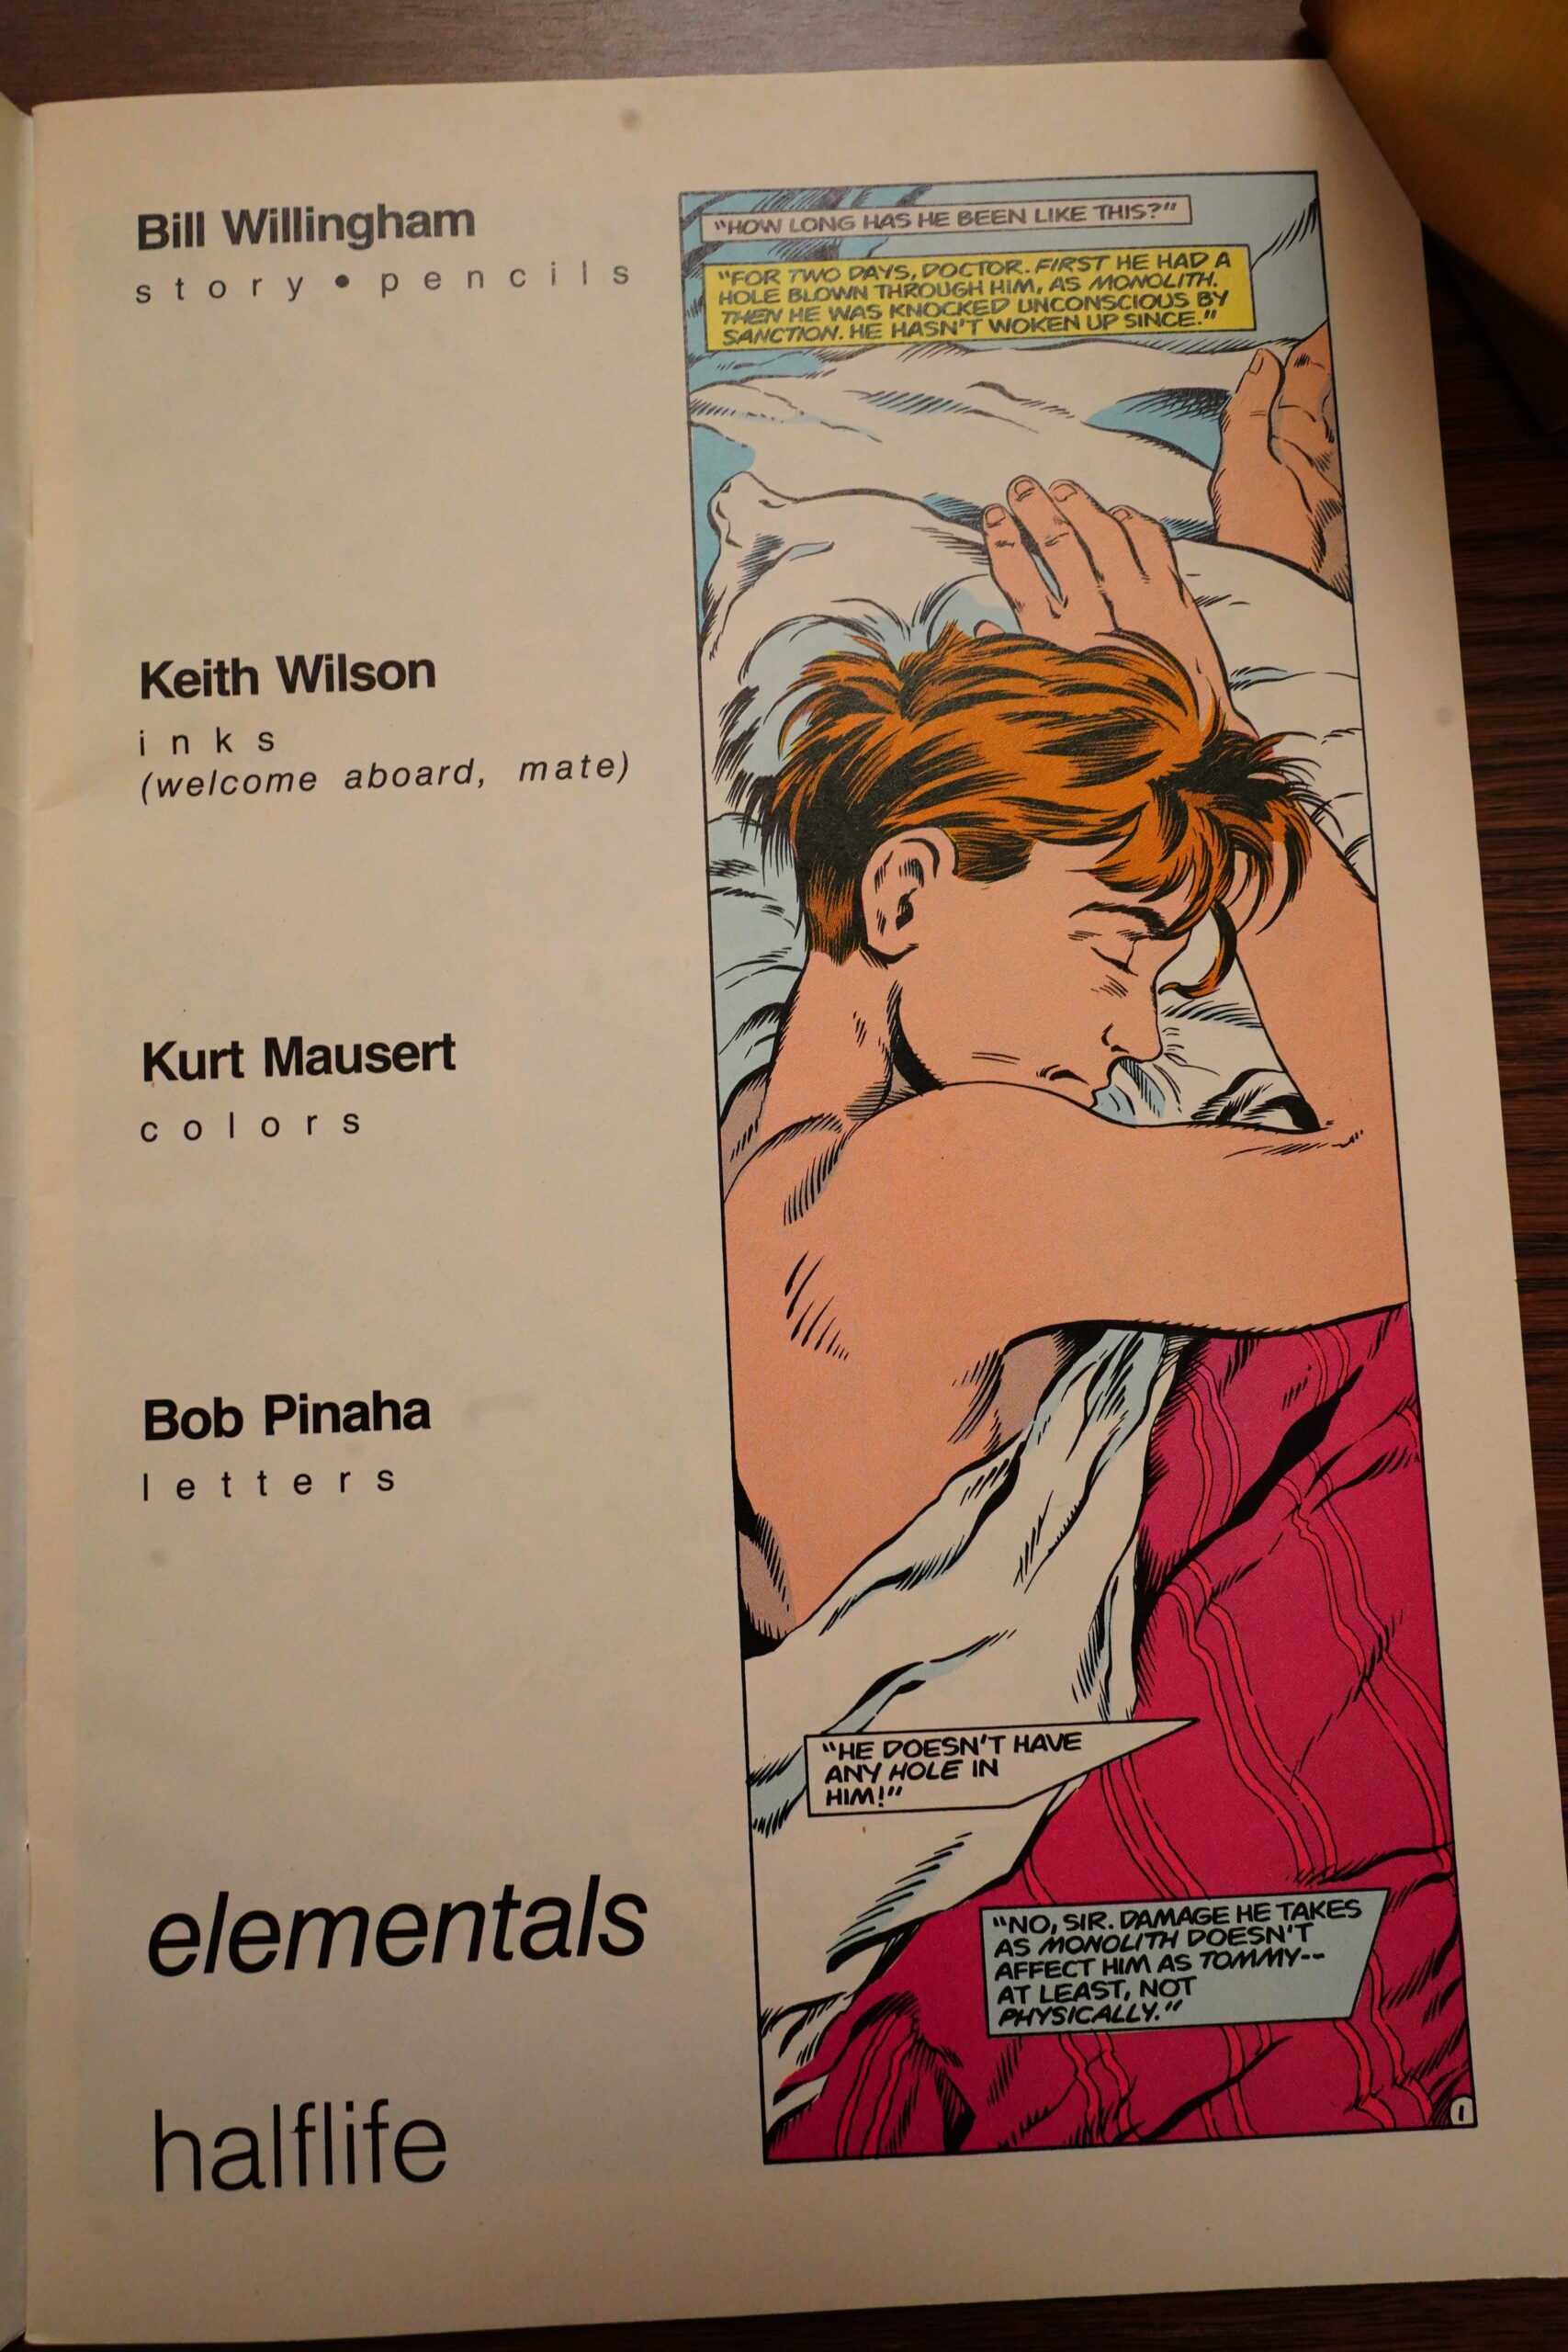 Bill Willingham
story • pencils
Keith Wilson
inks
(welcome aboard, mate)
Kurt Mausert
colors
Bob Pinaha
letters
elementals
halflife
"HOW LONG HAS HE BEEN LIKE THIS?"
"FOR TWO DAYS, DOCTOR. FIRST HE HAD A
HOLE BLOWN THROUGH HIM, AS MONOLITH.
THEN HE WAS KNOCKED UNCONSCIOUS BY
SANCTION. HE HASN'T WOKEN UP SINCE."
"HE DOESN'T HAVE
ANY HOLE IN
HIM!"
"NO, SIR. DAMAGE HE TAKES
AS MONOLITH DOESN'T
AFFECT HIM AS TOMMY--
AT LEAST, NOT
PHYSICALLY."
1